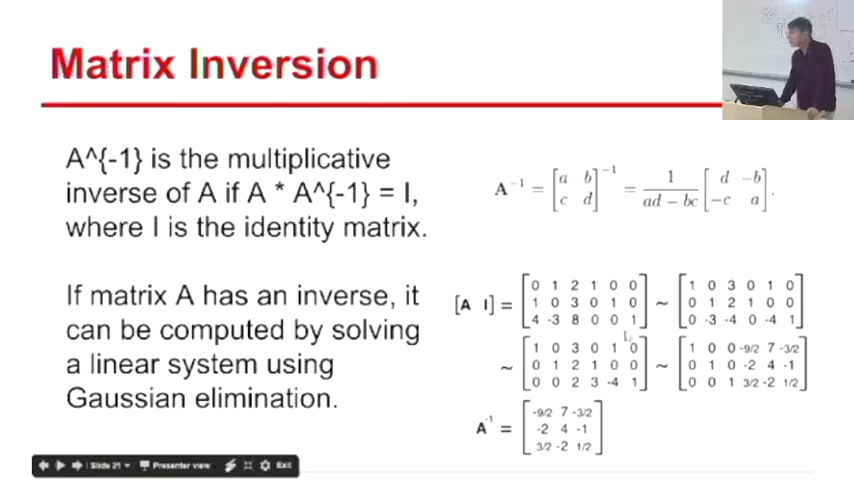 Matrix Inversion
A^{-1} is the multiplicative
inverse of A if A * A^{-1} = I,
where I is the identity matrix.
If matrix A has an inverse, it
can be computed by solving
a linear system using
Gaussian elimination.
A⁻¹ = [a b; c d]⁻¹ = 1/(ad − bc) [d −b; −c a].
[A I] = [0 1 2 1 0 0; 1 0 3 0 1 0; 4 -3 8 0 0 1] ~ [1 0 3 0 1 0; 0 1 2 1 0 0; 0 -3 -4 0 -4 1]
~ [1 0 3 0 1 0; 0 1 2 1 0 0; 0 0 2 3 -4 1] ~ [1 0 0 -9/2 7 -3/2; 0 1 0 -2 4 -1; 0 0 1 3/2 -2 1/2]
A⁻¹ = [-9/2 7 -3/2; -2 4 -1; 3/2 -2 1/2]
Slide 21 Presenter view Exit